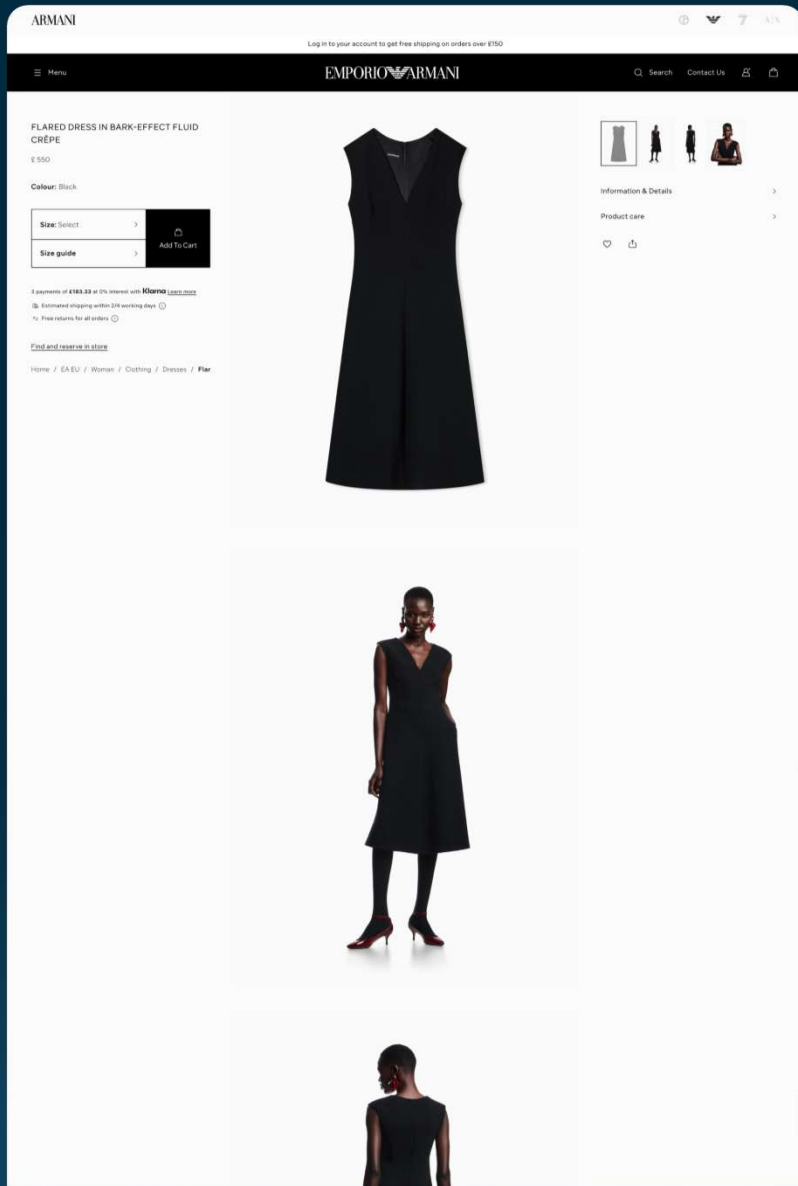 ARMANI
Log in to your account to get free shipping on orders over £150
Menu
EMPORIO ARMANI
Search
Contact Us
FLARED DRESS IN BARK-EFFECT FLUID
CRÊPE
£ 550
Colour: Black
Size: Select
Add To Cart
Size guide
3 payments of £183.33 at 0% interest with Klarna Learn more
Estimated shipping within 2/4 working days
Free returns for all orders
Find and reserve in store
Home / EA EU / Woman / Clothing / Dresses / Flar
Information & Details
Product care